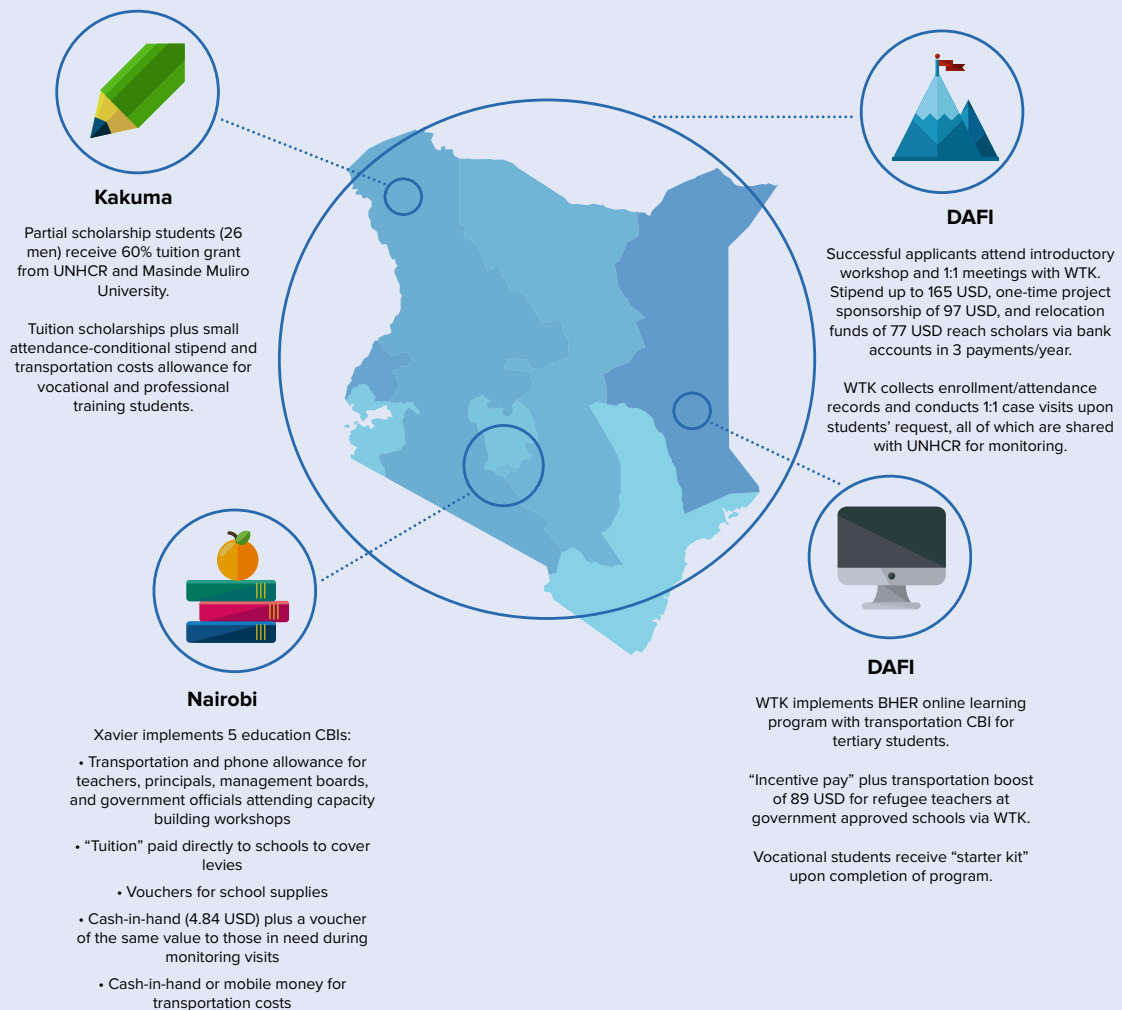 Kakuma
Partial scholarship students (26
men) receive 60% tuition grant
from UNHCR and Masinde Muliro
University.
Tuition scholarships plus small
attendance-conditional stipend and
transportation costs allowance for
vocational and professional
training students.
DAFI
Successful applicants attend introductory
workshop and 1:1 meetings with WTK.
Stipend up to 165 USD, one-time project
sponsorship of 97 USD, and relocation
funds of 77 USD reach scholars via bank
accounts in 3 payments/year.
WTK collects enrollment/attendance
records and conducts 1:1 case visits upon
students’ request, all of which are shared
with UNHCR for monitoring.
Nairobi
Xavier implements 5 education CBIs:
• Transportation and phone allowance for
teachers, principals, management boards,
and government officials attending capacity
building workshops
• “Tuition” paid directly to schools to cover
levies
• Vouchers for school supplies
• Cash-in-hand (4.84 USD) plus a voucher
of the same value to those in need during
monitoring visits
• Cash-in-hand or mobile money for
transportation costs
DAFI
WTK implements BHER online learning
program with transportation CBI for
tertiary students.
“Incentive pay” plus transportation boost
of 89 USD for refugee teachers at
government approved schools via WTK.
Vocational students receive “starter kit”
upon completion of program.